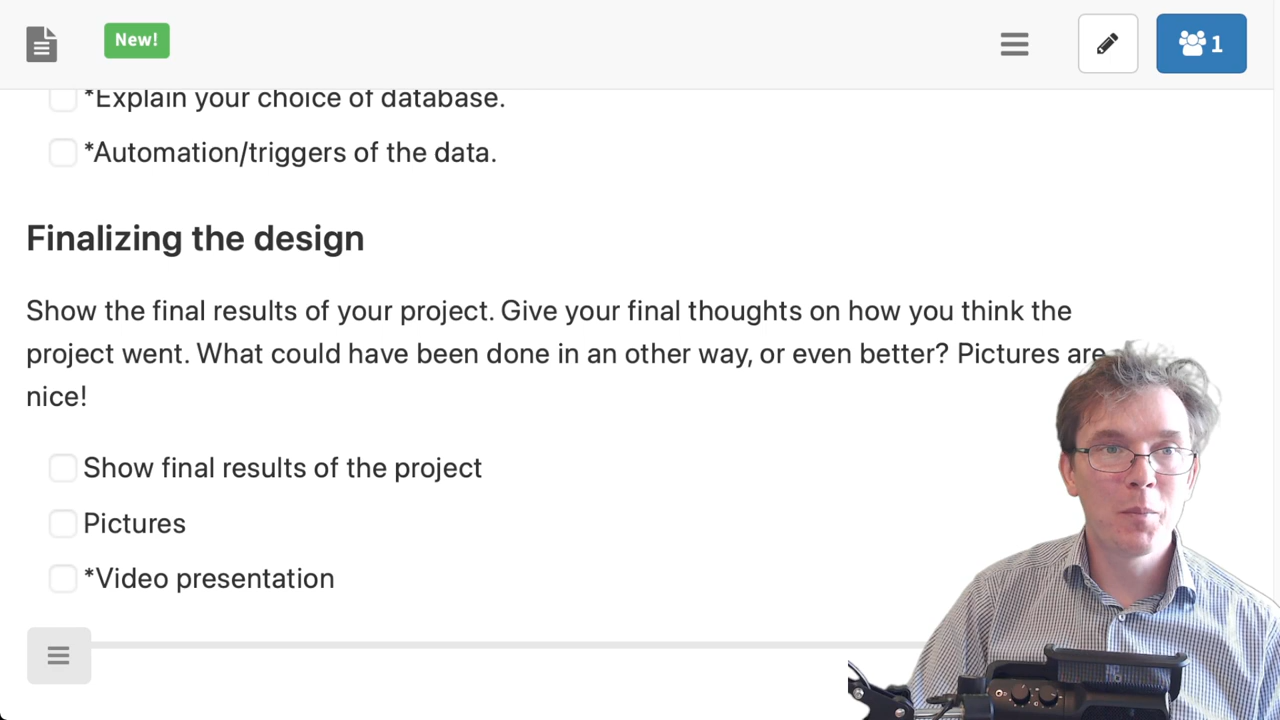 New!
1
*Explain your choice of database.
*Automation/triggers of the data.
Finalizing the design
Show the final results of your project. Give your final thoughts on how you think the
project went. What could have been done in an other way, or even better? Pictures are
nice!
Show final results of the project
Pictures
*Video presentation